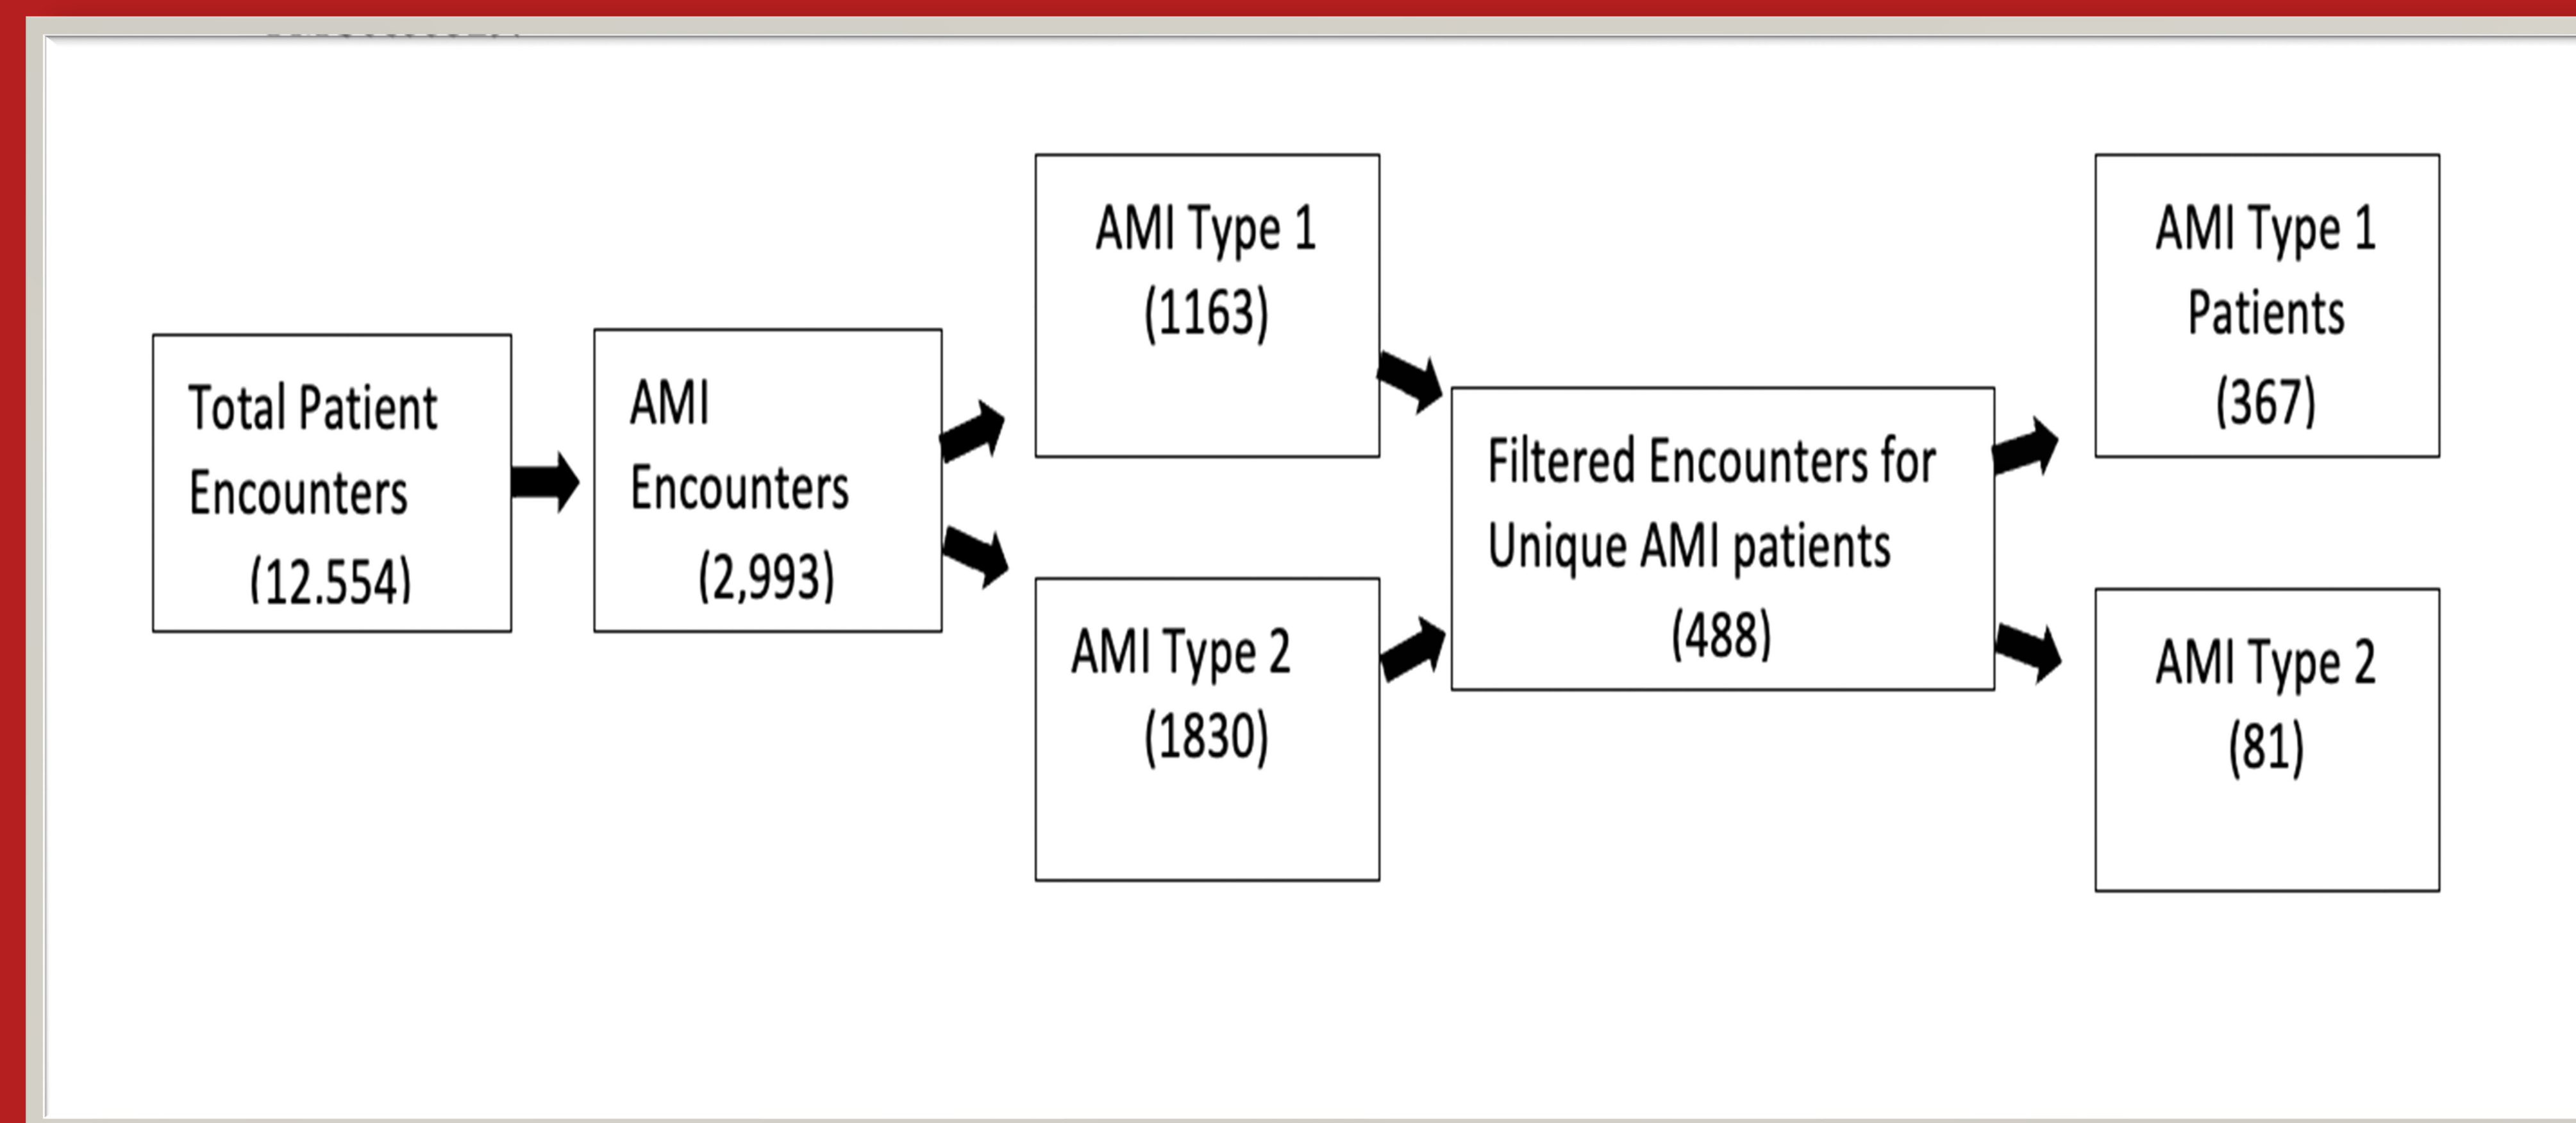 Total Patient
Encounters
(12.554)
AMI
Encounters
(2,993)
AMI Type 1
(1163)
AMI Type 2
(1830)
Filtered Encounters for
Unique AMI patients
(488)
AMI Type 1
Patients
(367)
AMI Type 2
(81)